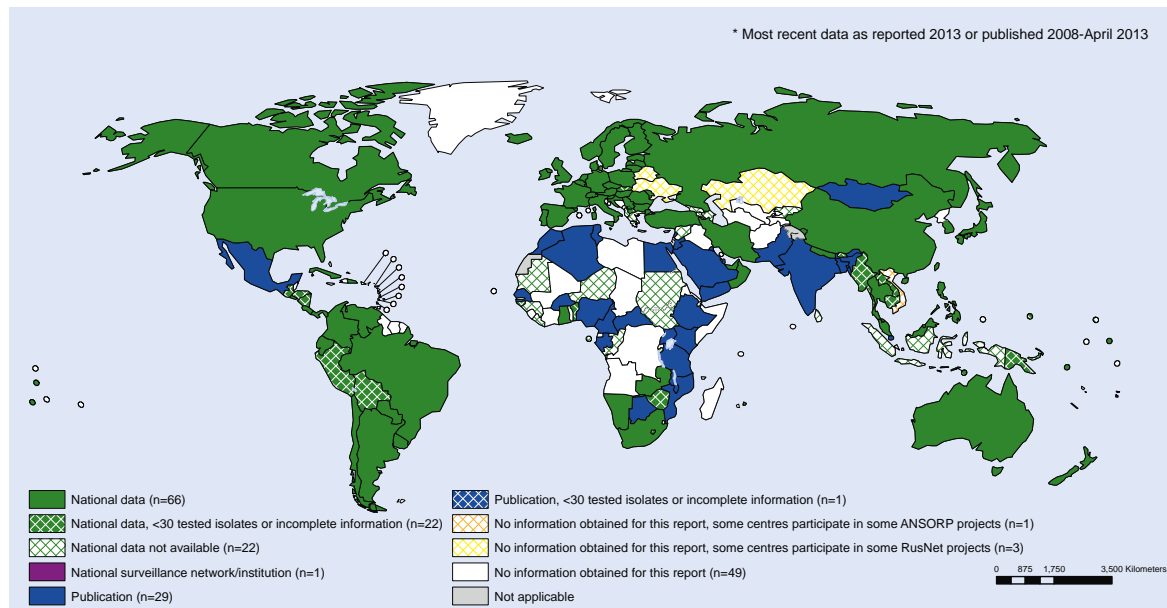 * Most recent data as reported 2013 or published 2008-April 2013
National data (n=66)
National data, <30 tested isolates or incomplete information (n=22)
National data not available (n=22)
National surveillance network/institution (n=1)
Publication (n=29)
Publication, <30 tested isolates or incomplete information (n=1)
No information obtained for this report, some centres participate in some ANSORP projects (n=1)
No information obtained for this report, some centres participate in some RusNet projects (n=3)
No information obtained for this report (n=49)
Not applicable
0 875 1,750 3,500 Kilometers